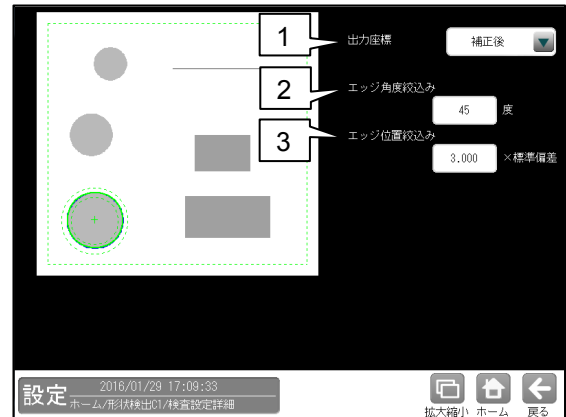 1
出力座標
補正後
2
エッジ角度絞込み
45 度
3
エッジ位置絞込み
3.000 ×標準偏差
設定
2016/01/29 17:09:33
ホーム/形状検出C1/検査設定詳細
拡大縮小 ホーム 戻る